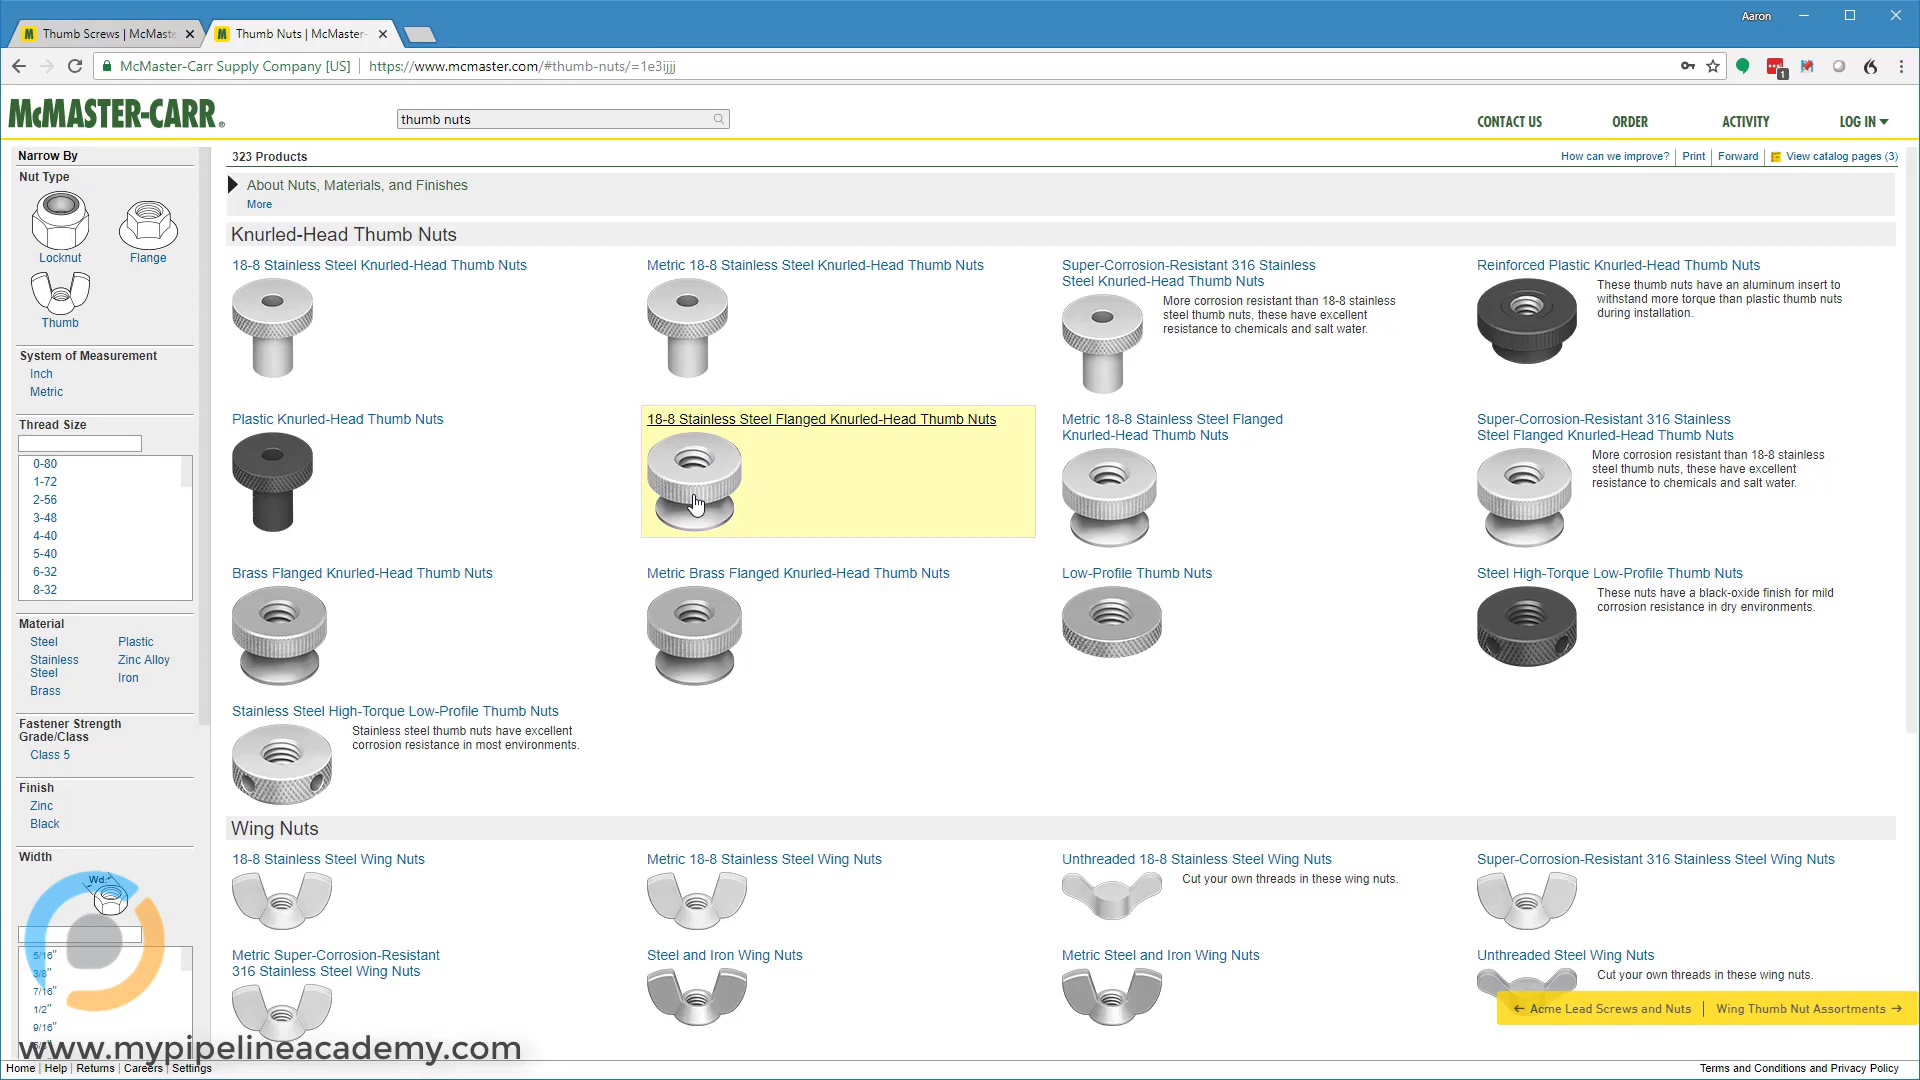 Aaron
Thumb Screws | McMaste
Thumb Nuts | McMaster-
McMaster-Carr Supply Company [US]
https://www.mcmaster.com/#thumb-nuts/=1e3ijjj
1
McMASTER-CARR®
thumb nuts
CONTACT US
ORDER
ACTIVITY
LOG IN
Narrow By
Nut Type
Locknut
Flange
Thumb
System of Measurement
Inch
Metric
Thread Size
0-80
1-72
2-56
3-48
4-40
5-40
6-32
8-32
Material
Steel
Plastic
Stainless
Steel
Zinc Alloy
Iron
Brass
Fastener Strength
Grade/Class
Class 5
Finish
Zinc
Black
Width
Wd.
5/16"
3/8"
7/16"
1/2"
9/16"
323 Products
How can we improve?
Print
Forward
View catalog pages (3)
About Nuts, Materials, and Finishes
More
Knurled-Head Thumb Nuts
18-8 Stainless Steel Knurled-Head Thumb Nuts
Metric 18-8 Stainless Steel Knurled-Head Thumb Nuts
Super-Corrosion-Resistant 316 Stainless
Steel Knurled-Head Thumb Nuts
More corrosion resistant than 18-8 stainless
steel thumb nuts, these have excellent
resistance to chemicals and salt water.
Reinforced Plastic Knurled-Head Thumb Nuts
These thumb nuts have an aluminum insert to
withstand more torque than plastic thumb nuts
during installation.
Plastic Knurled-Head Thumb Nuts
18-8 Stainless Steel Flanged Knurled-Head Thumb Nuts
Metric 18-8 Stainless Steel Flanged
Knurled-Head Thumb Nuts
Super-Corrosion-Resistant 316 Stainless
Steel Flanged Knurled-Head Thumb Nuts
More corrosion resistant than 18-8 stainless
steel thumb nuts, these have excellent
resistance to chemicals and salt water.
Brass Flanged Knurled-Head Thumb Nuts
Metric Brass Flanged Knurled-Head Thumb Nuts
Low-Profile Thumb Nuts
Steel High-Torque Low-Profile Thumb Nuts
These nuts have a black-oxide finish for mild
corrosion resistance in dry environments.
Stainless Steel High-Torque Low-Profile Thumb Nuts
Stainless steel thumb nuts have excellent
corrosion resistance in most environments.
Wing Nuts
18-8 Stainless Steel Wing Nuts
Metric 18-8 Stainless Steel Wing Nuts
Unthreaded 18-8 Stainless Steel Wing Nuts
Cut your own threads in these wing nuts.
Super-Corrosion-Resistant 316 Stainless Steel Wing Nuts
Metric Super-Corrosion-Resistant
316 Stainless Steel Wing Nuts
Steel and Iron Wing Nuts
Metric Steel and Iron Wing Nuts
Unthreaded Steel Wing Nuts
Cut your own threads in these wing nuts.
← Acme Lead Screws and Nuts | Wing Thumb Nut Assortments →
www.mypipelineacademy.com
Home | Help | Returns | Careers | Settings
Terms and Conditions and Privacy Policy